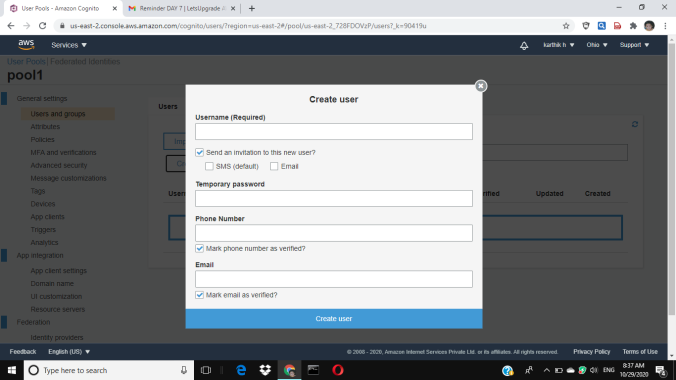 User Pools - Amazon Cognito
Reminder DAY 7 | LetsUpgrade
us-east-2.console.aws.amazon.com/cognito/users/?region=us-east-2#/pool/us-east-2_728FDOVzP/users?_k=90419u
aws
Services
karthik h
Ohio
Support
User Pools | Federated Identities
pool1
General settings
Users and groups
Attributes
Policies
MFA and verifications
Advanced security
Message customizations
Tags
Devices
App clients
Triggers
Analytics
App integration
App client settings
Domain name
UI customization
Resource servers
Federation
Identity providers
Users
Updated
Created
Create user
Username (Required)
Send an invitation to this new user?
SMS (default)
Email
Temporary password
Phone Number
Mark phone number as verified?
Email
Mark email as verified?
Create user
Feedback
English (US)
© 2008 - 2020, Amazon Internet Services Private Ltd. or its affiliates. All rights reserved.
Privacy Policy
Terms of Use
Type here to search
ENG
8:37 AM
10/29/2020